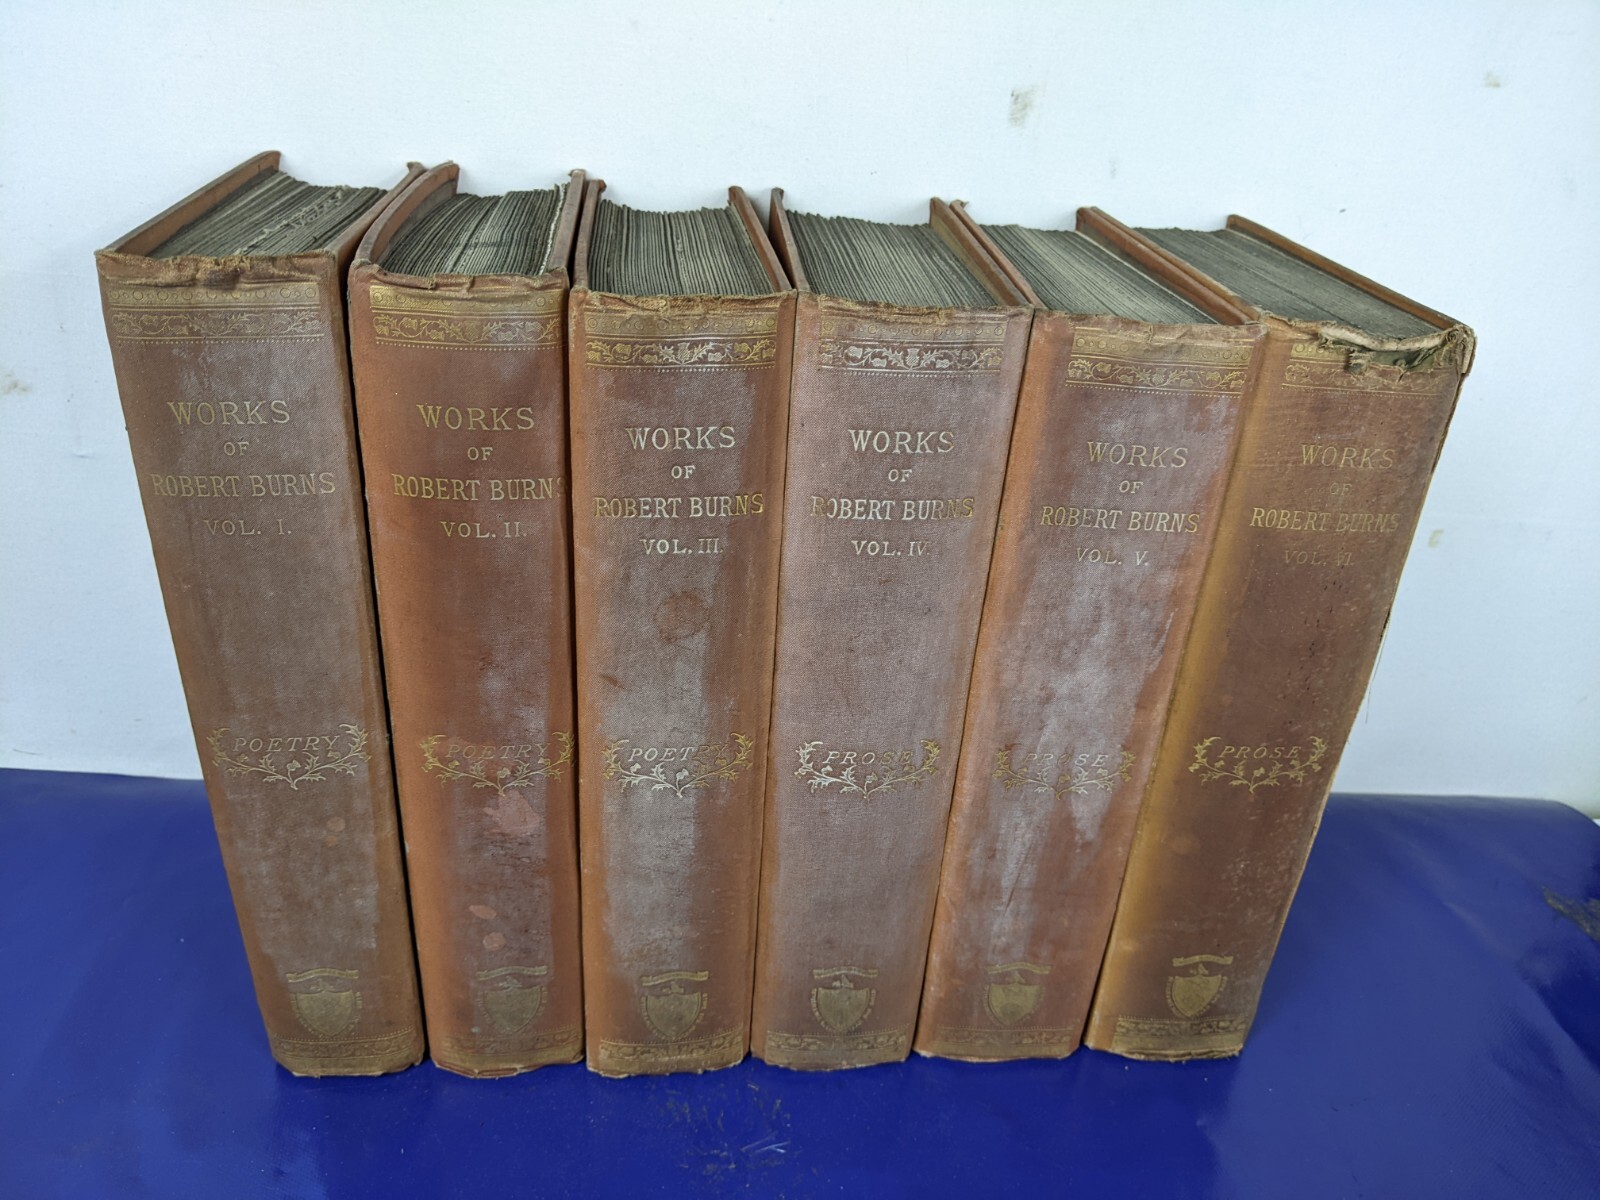 WORKS
OF
ROBERT BURNS
VOL. I.
POETRY
WORKS
OF
ROBERT BURNS
VOL. II.
POETRY
WORKS
OF
ROBERT BURNS
VOL. III.
POETRY
WORKS
OF
ROBERT BURNS
VOL. IV.
PROSE
WORKS
OF
ROBERT BURNS
VOL. V.
PROSE
WORKS
OF
ROBERT BURNS
VOL. VI.
PROSE